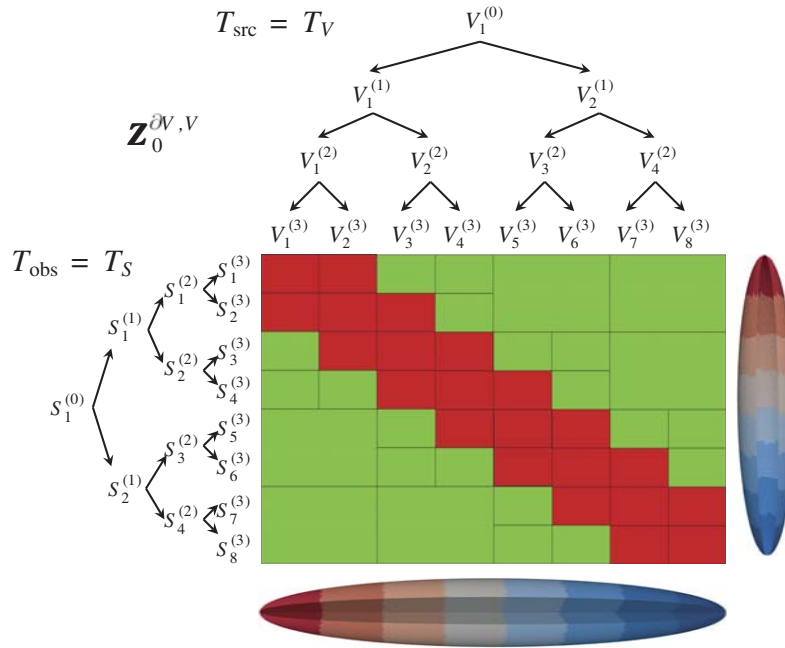 T_src = T_V
V_1^(0)
V_1^(1) V_2^(1)
Z_0^∂V,V
V_1^(2) V_2^(2) V_3^(2) V_4^(2)
V_1^(3) V_2^(3) V_3^(3) V_4^(3) V_5^(3) V_6^(3) V_7^(3) V_8^(3)
T_obs = T_S
S_1^(3)
S_1^(2)
S_2^(3)
S_1^(1)
S_3^(3)
S_2^(2)
S_4^(3)
S_1^(0)
S_5^(3)
S_3^(2)
S_6^(3)
S_2^(1)
S_7^(3)
S_4^(2)
S_8^(3)